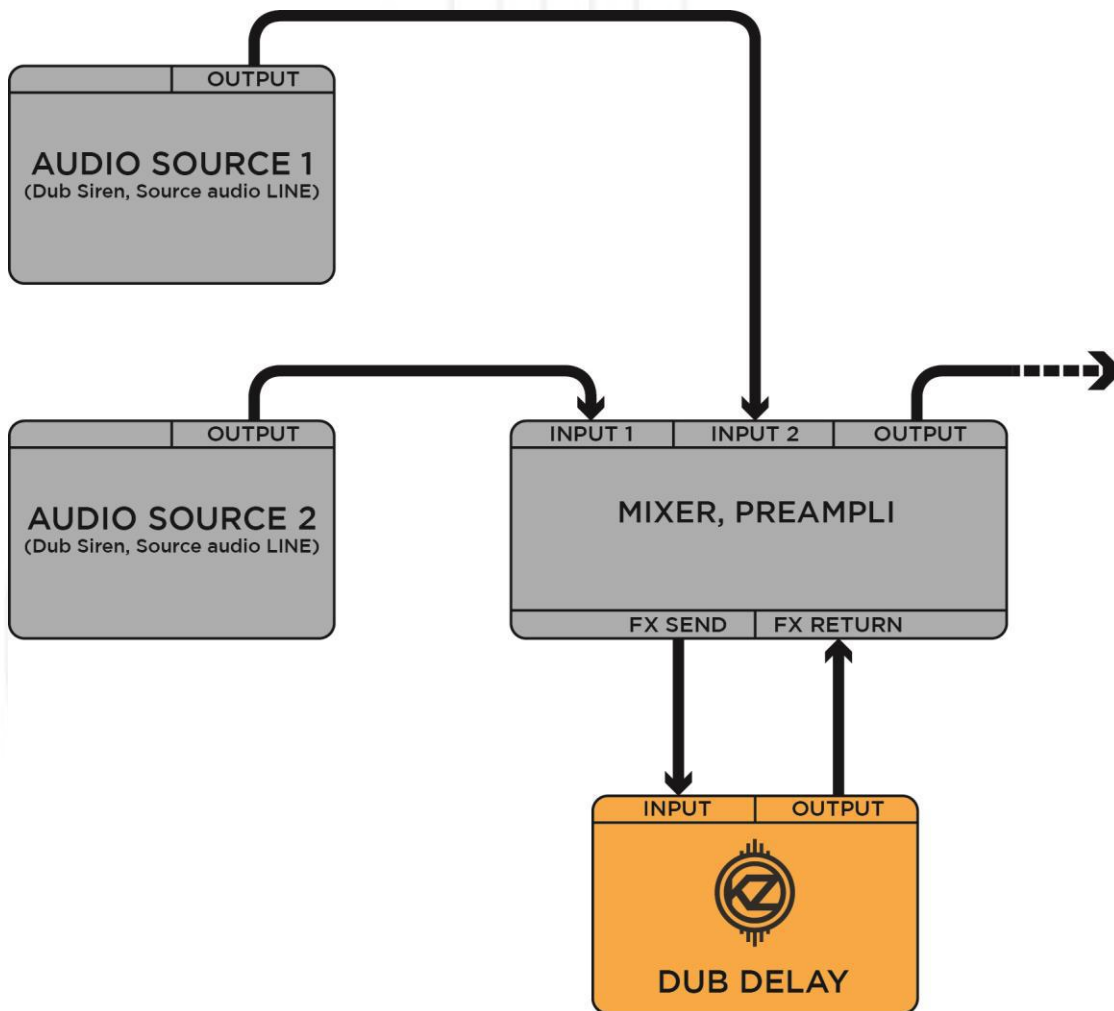 OUTPUT
AUDIO SOURCE 1
(Dub Siren, Source audio LINE)
OUTPUT
AUDIO SOURCE 2
(Dub Siren, Source audio LINE)
INPUT 1
INPUT 2
OUTPUT
MIXER, PREAMPLI
FX SEND
FX RETURN
INPUT
OUTPUT
KZ
DUB DELAY